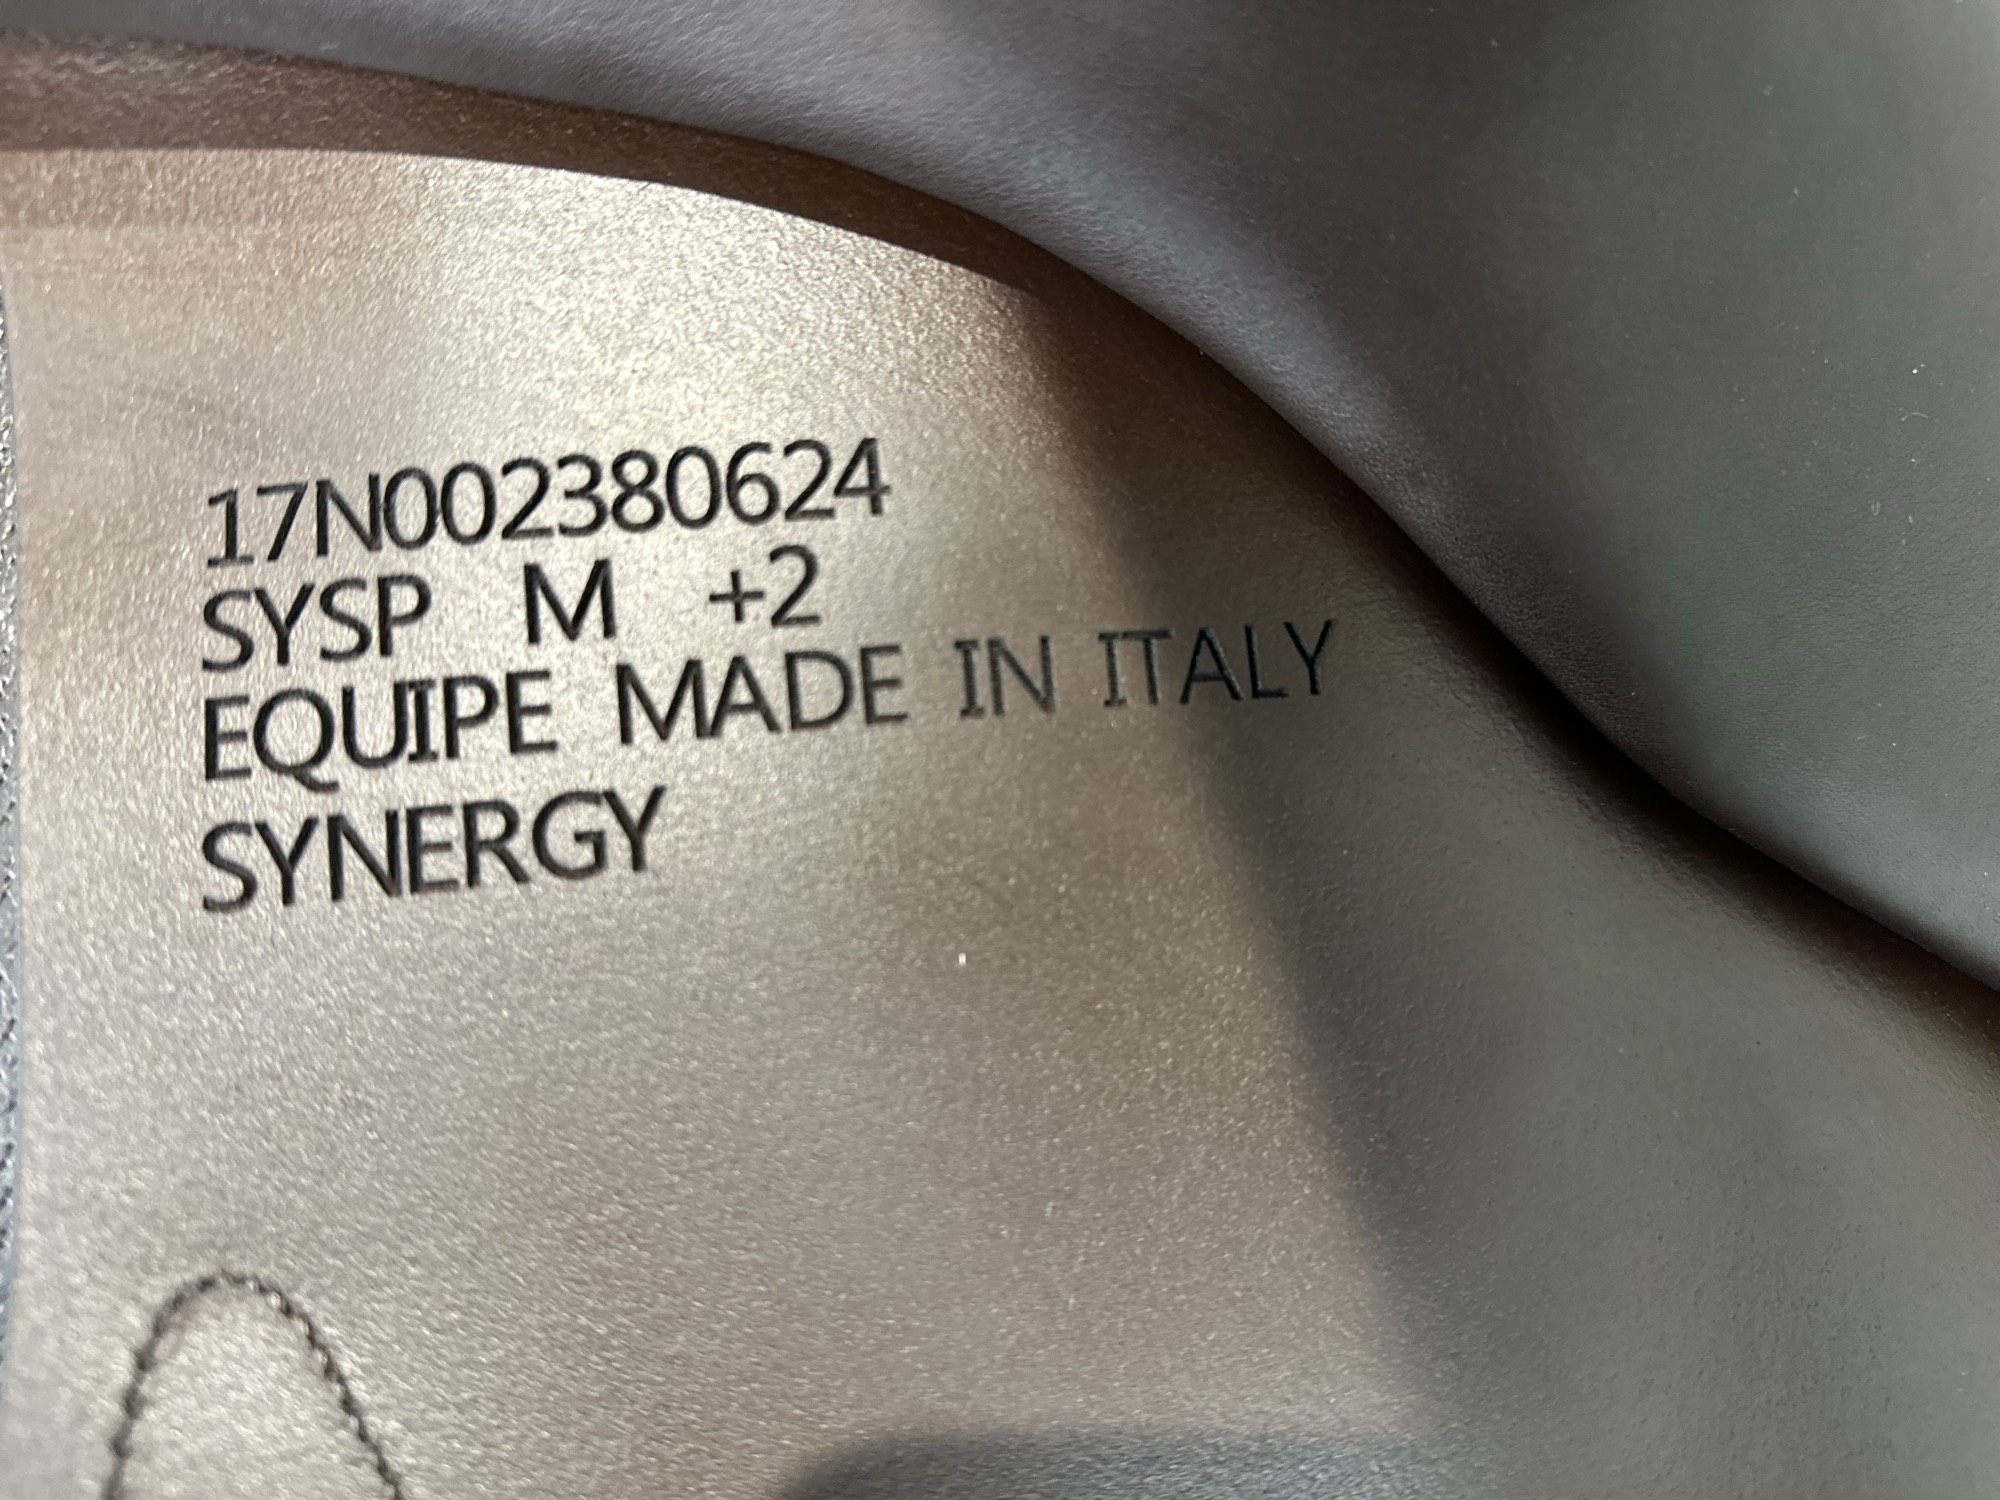 17N002380624
SYSP M +2
EQUIPE MADE IN ITALY
SYNERGY